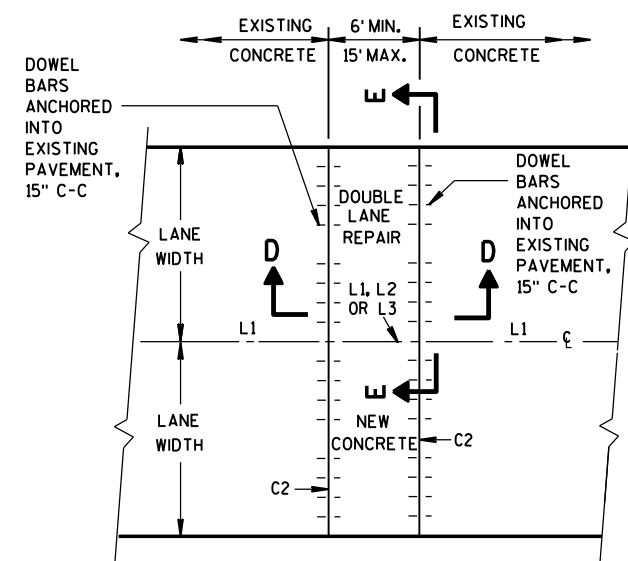 EXISTING
CONCRETE
6' MIN.
15' MAX.
EXISTING
CONCRETE
DOWEL
BARS
ANCHORED
INTO
EXISTING
PAVEMENT,
15" C-C
E
DOUBLE
LANE
REPAIR
DOWEL
BARS
ANCHORED
INTO
EXISTING
PAVEMENT,
15" C-C
LANE
WIDTH
D
D
L1, L2
OR L3
L1
L1
℄
E
LANE
WIDTH
NEW
CONCRETE
C2
C2